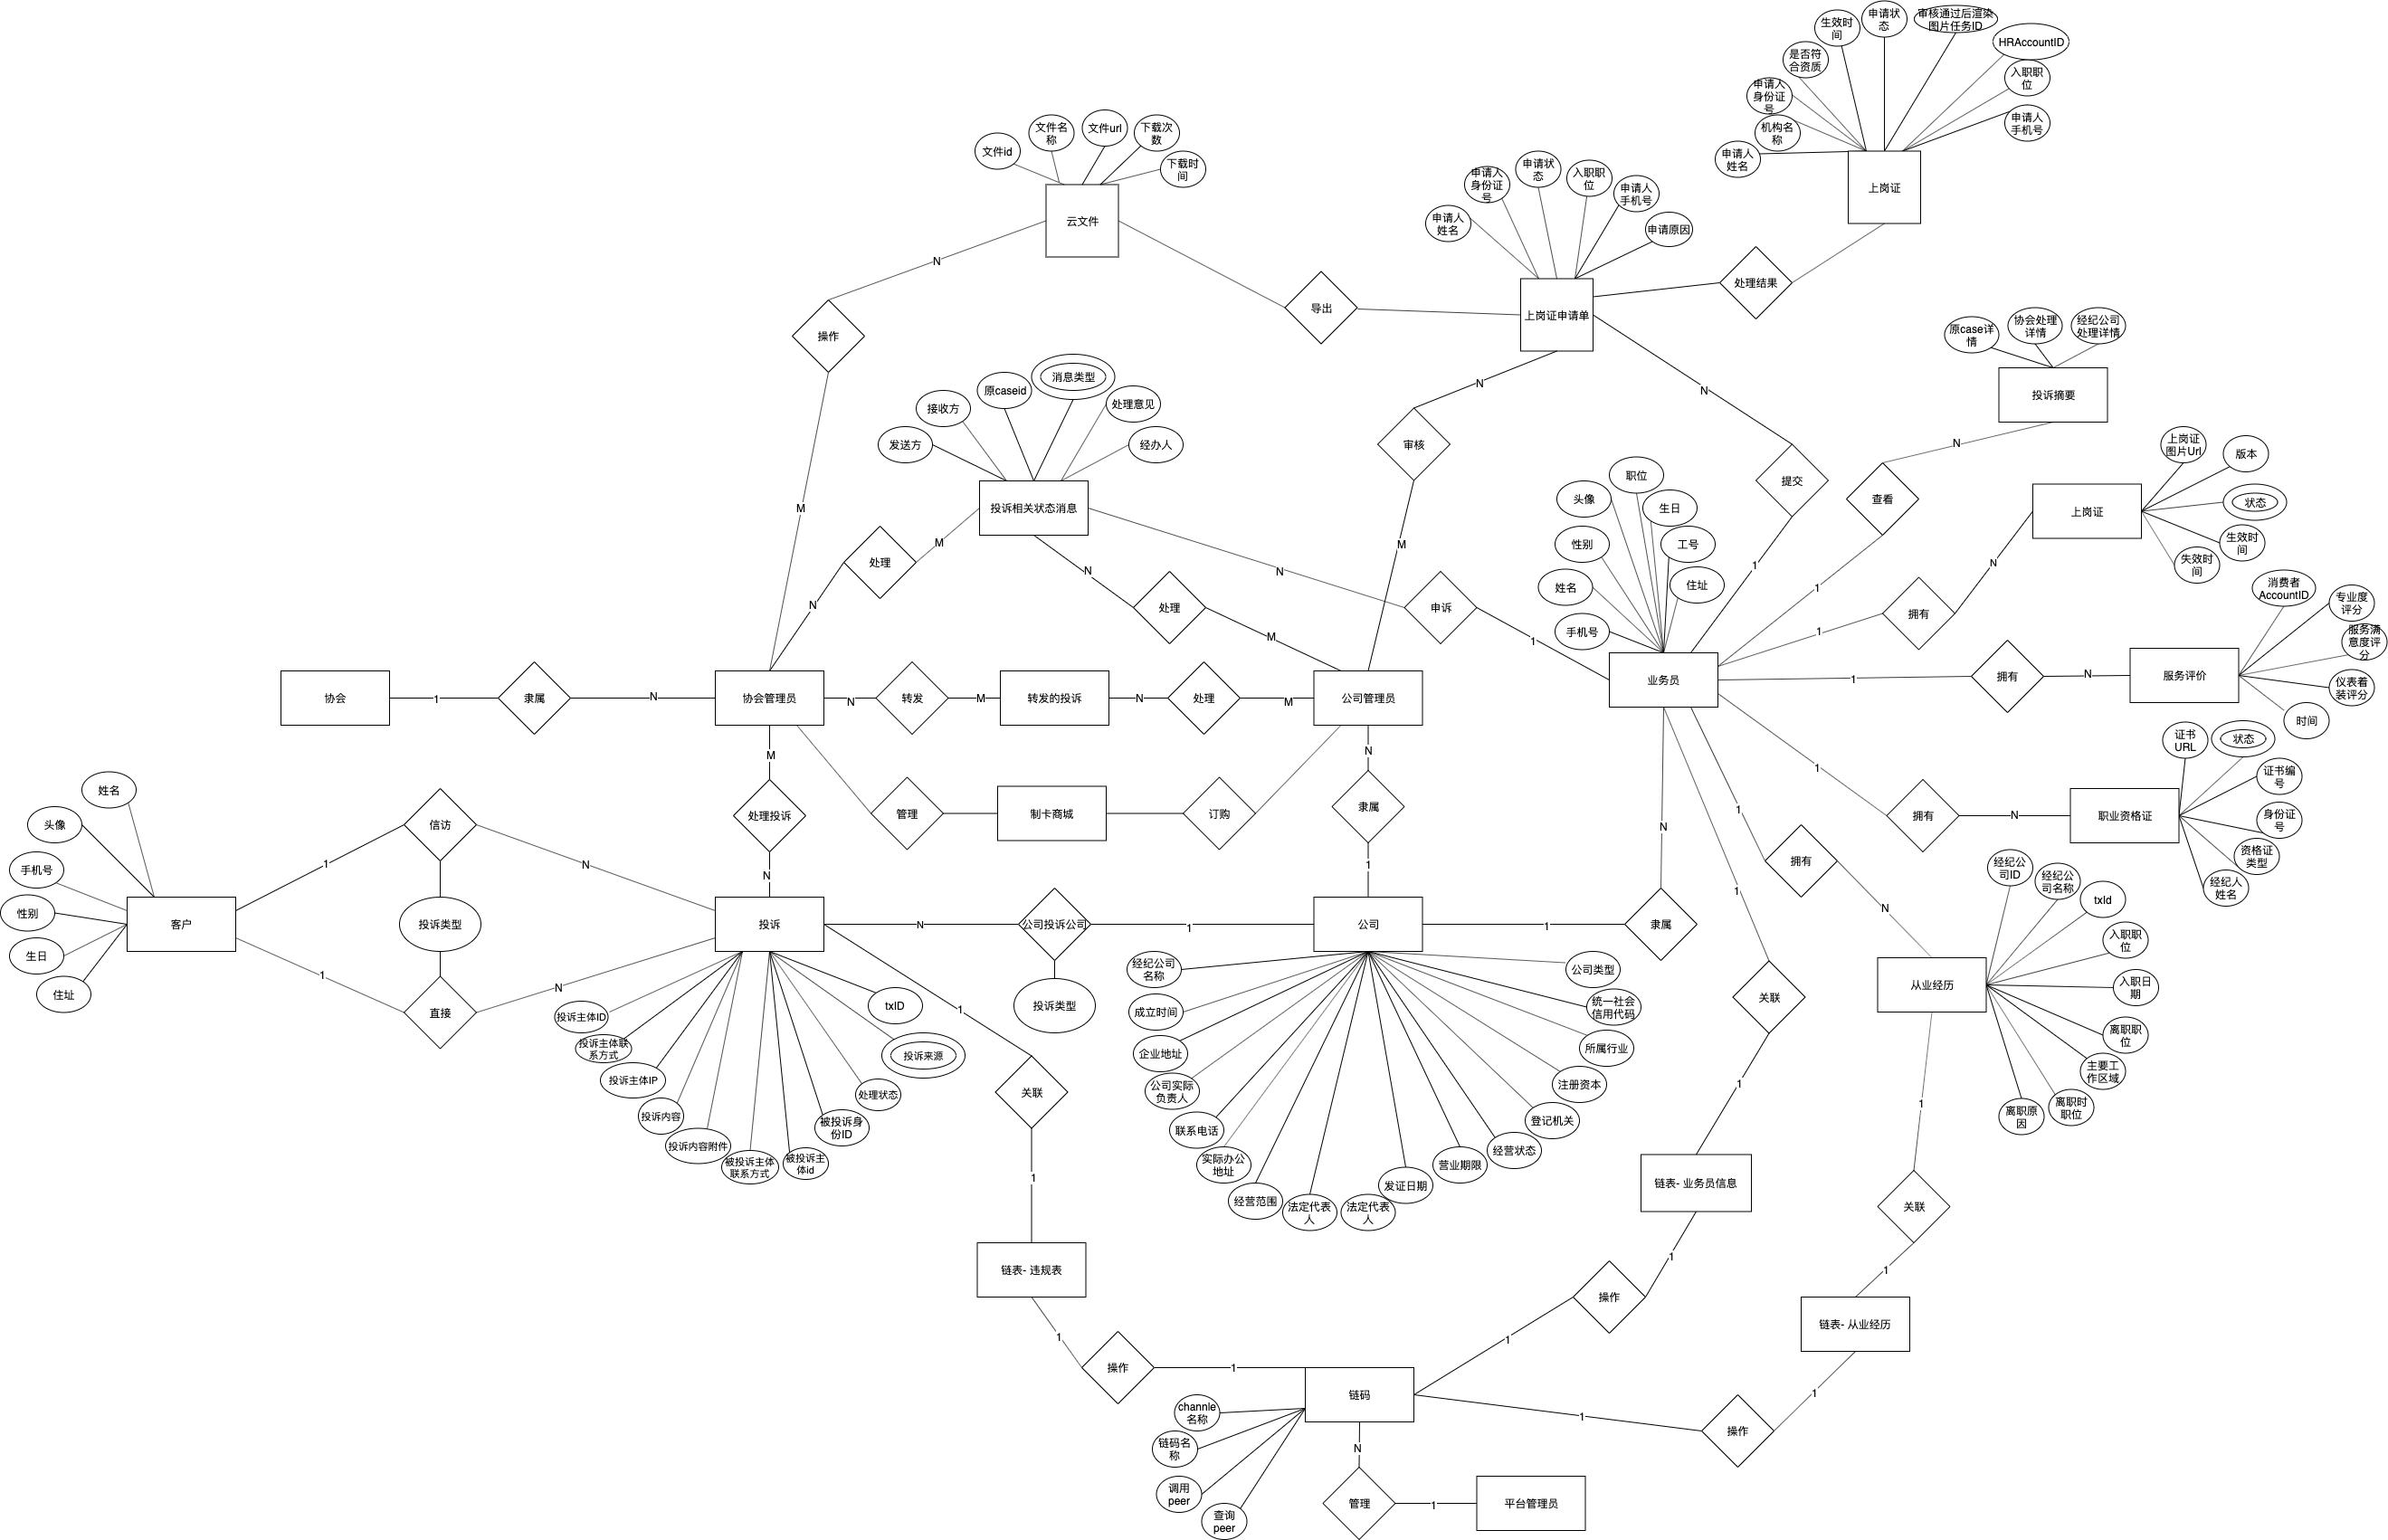 生效时
间
申请状
态
审核通过后渲染
图片任务ID
HRAccountID
是否符
合资质
入职职
位
申请人
身份证
号
机构名
称
申请人
手机号
申请人
姓名
上岗证
文件id
文件名
称
文件url
下载次
数
下载时
间
云文件
申请人
姓名
申请人
身份证
号
申请状
态
入职职
位
申请人
手机号
申请原因
上岗证申请单
处理结果
导出
N
操作
M
N
审核
M
N
提交
1
原case详
情
协会处理
详情
经纪公司
处理详情
投诉摘要
N
查看
1
发送方
接收方
原caseid
消息类型
处理意见
经办人
投诉相关状态消息
M
处理
N
N
处理
M
N
申诉
1
头像
职位
生日
性别
工号
姓名
住址
手机号
业务员
上岗证
图片Url
版本
状态
生效时
间
失效时
间
上岗证
N
拥有
1
消费者
AccountID
专业度
评分
服务满
意度评
分
仪表着
装评分
时间
服务评价
N
拥有
1
协会
1
隶属
N
协会管理员
N
转发
M
转发的投诉
N
处理
M
公司管理员
证书
URL
状态
证书编
号
身份证
号
资格证
类型
经纪人
姓名
职业资格证
N
拥有
1
M
处理投诉
N
管理
制卡商城
订购
N
隶属
1
N
隶属
1
1
拥有
N
姓名
头像
手机号
性别
生日
住址
客户
1
信访
N
投诉类型
1
直接
N
投诉
N
公司投诉公司
1
投诉类型
公司
经纪公
司ID
经纪公
司名称
txId
入职职
位
入职日
期
离职职
位
主要工
作区域
离职时
职位
离职原
因
从业经历
投诉主体ID
投诉主体联
系方式
投诉主体IP
投诉内容
投诉内容附件
被投诉主体
联系方式
被投诉主
体id
被投诉身
份ID
处理状态
投诉来源
txID
经纪公司
名称
成立时间
企业地址
公司实际
负责人
联系电话
实际办公
地址
经营范围
法定代表
人
法定代表
人
发证日期
营业期限
经营状态
登记机关
注册资本
所属行业
统一社会
信用代码
公司类型
1
关联
1
链表- 违规表
1
操作
1
1
关联
1
链表- 业务员信息
1
操作
1
1
关联
1
链表- 从业经历
1
操作
1
链码
channle
名称
链码名
称
调用
peer
查询
peer
N
管理
1
平台管理员